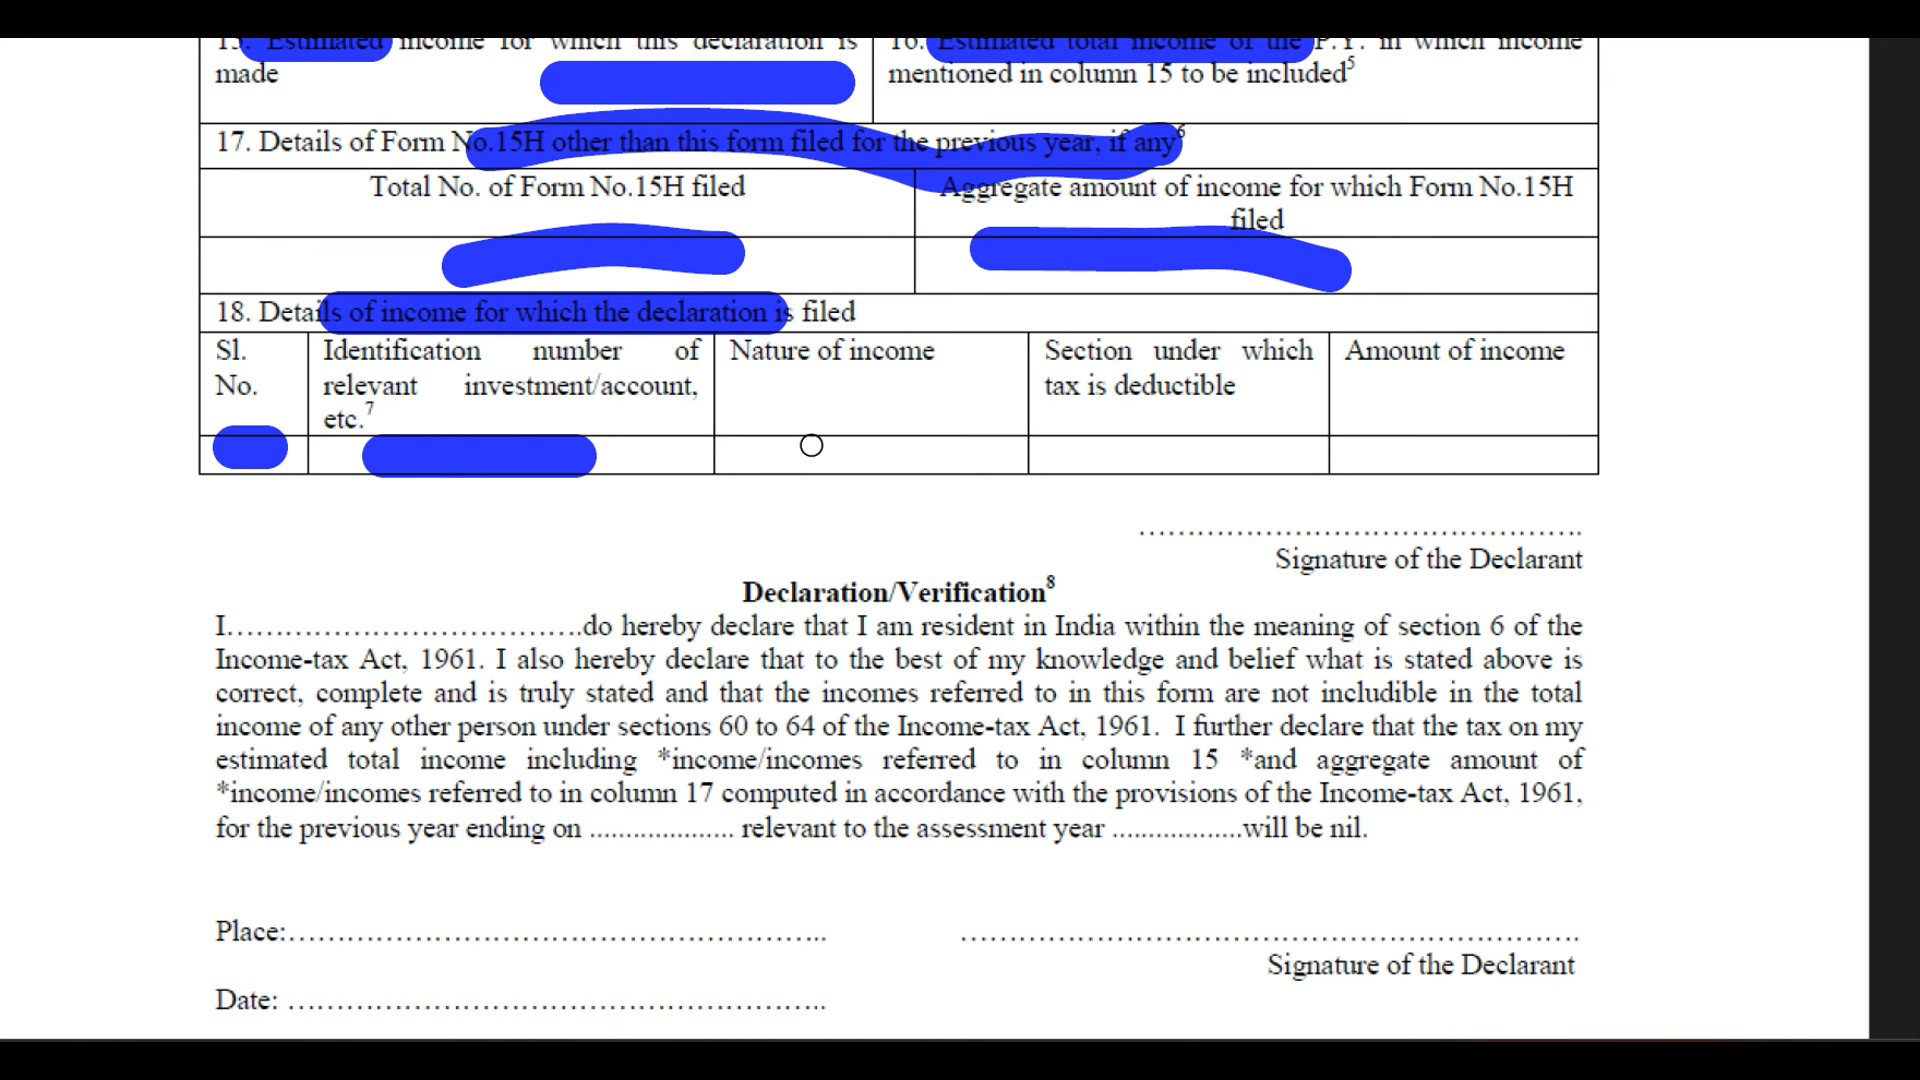 15. Estimated income for which this declaration is
made
16. Estimated total income of the P.Y. in which income
mentioned in column 15 to be included5
17. Details of Form No.15H other than this form filed for the previous year, if any6
Total No. of Form No.15H filed
Aggregate amount of income for which Form No.15H
filed
18. Details of income for which the declaration is filed
Sl.
No.
Identification number of
relevant investment/account,
etc.7
Nature of income
Section under which
tax is deductible
Amount of income
………………………………………….
Signature of the Declarant
Declaration/Verification8
I…………………………………….do hereby declare that I am resident in India within the meaning of section 6 of the
Income-tax Act, 1961. I also hereby declare that to the best of my knowledge and belief what is stated above is
correct, complete and is truly stated and that the incomes referred to in this form are not includible in the total
income of any other person under sections 60 to 64 of the Income-tax Act, 1961. I further declare that the tax on my
estimated total income including *income/incomes referred to in column 15 *and aggregate amount of
*income/incomes referred to in column 17 computed in accordance with the provisions of the Income-tax Act, 1961,
for the previous year ending on .................... relevant to the assessment year ..................will be nil.
Place:…………………………………………………..
…………………………………………………………….
Signature of the Declarant
Date: …………………………………………………..